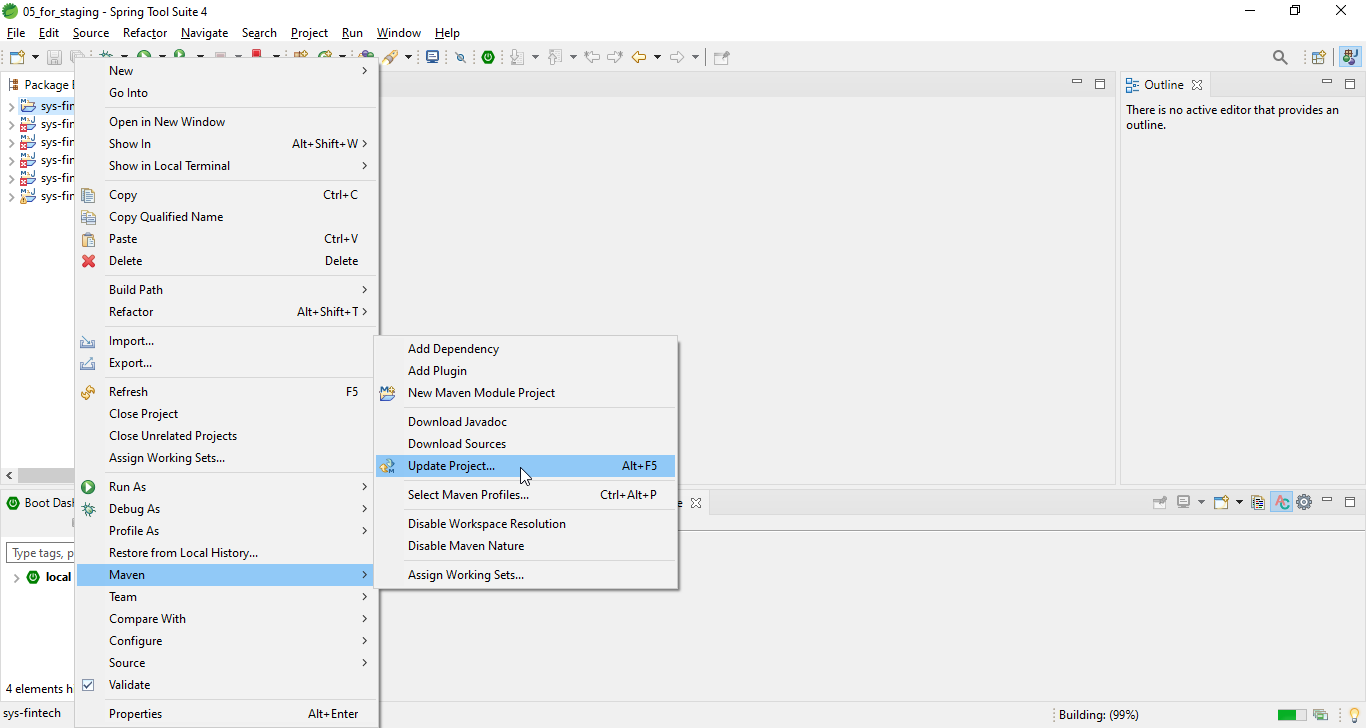 05_for_staging - Spring Tool Suite 4
File Edit Source Refactor Navigate Search Project Run Window Help
Package
sys-fin
sys-fin
sys-fin
sys-fin
sys-fin
sys-fin
New
Go Into
Open in New Window
Show In Alt+Shift+W
Show in Local Terminal
Copy Ctrl+C
Copy Qualified Name
Paste Ctrl+V
Delete Delete
Build Path
Refactor Alt+Shift+T
Import...
Export...
Refresh F5
Close Project
Close Unrelated Projects
Assign Working Sets...
Run As
Debug As
Profile As
Restore from Local History...
Maven
Team
Compare With
Configure
Source
Validate
Properties Alt+Enter
Add Dependency
Add Plugin
New Maven Module Project
Download Javadoc
Download Sources
Update Project... Alt+F5
Select Maven Profiles... Ctrl+Alt+P
Disable Workspace Resolution
Disable Maven Nature
Assign Working Sets...
Outline
There is no active editor that provides an
outline.
Boot Das
Type tags, p
local
4 elements h
sys-fintech
Building: (99%)